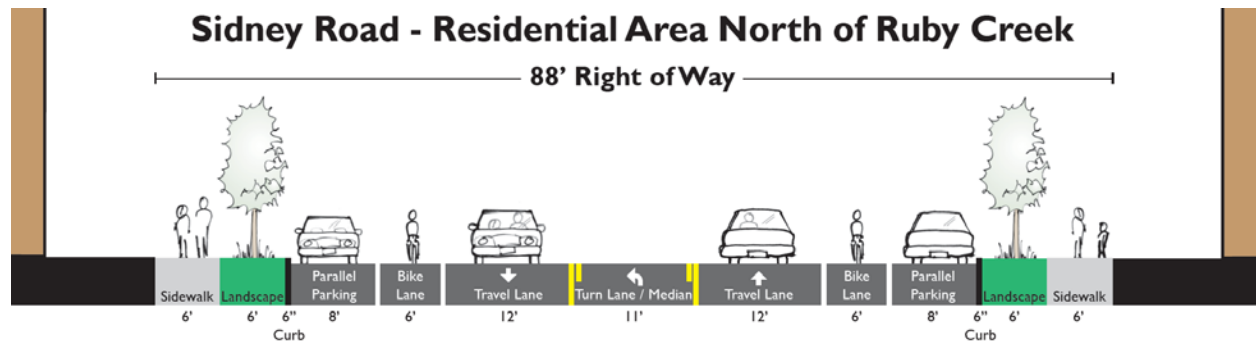 Sidney Road - Residential Area North of Ruby Creek
88’ Right of Way
Sidewalk
Landscape
Parallel
Parking
Bike
Lane
Travel Lane
Turn Lane / Median
Travel Lane
Bike
Lane
Parallel
Parking
Landscape
Sidewalk
6' 6' 6" 8' 6' 12' 11' 12' 6' 8' 6" 6' 6'
Curb Curb